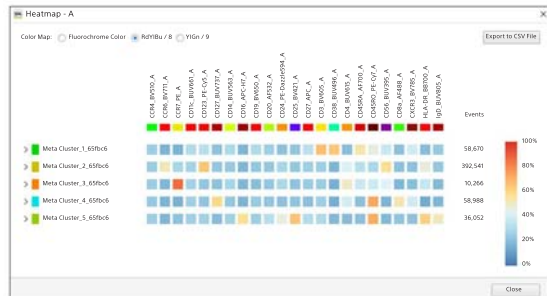 Heatmap - A
Color Map: Fluorochrome Color RdYlBu / 8 YlGn / 9 Export to CSV File
CCR4_BV510_A
CCR6_BV711_A
CCR7_PE_A
CD11c_BUV661_A
CD123_PE-Cy5_A
CD127_BUV737_A
CD14_BUV563_A
CD16_APC-H7_A
CD19_BV650_A
CD20_AF532_A
CD24_PE-Dazzle594_A
CD25_BV421_A
CD27_APC_A
CD3_BV605_A
CD38_BUV496_A
CD4_BUV615_A
CD45RA_AF700_A
CD45RO_PE-Cy7_A
CD56_BUV395_A
CD8a_AF488_A
CXCR3_BV785_A
HLA-DR_BB700_A
IgD_BUV805_A
Events
Meta Cluster_1_65fbc6 58,670
Meta Cluster_2_65fbc6 392,541
Meta Cluster_3_65fbc6 10,266
Meta Cluster_4_65fbc6 58,988
Meta Cluster_5_65fbc6 36,052
100%
80%
60%
40%
20%
0%
Close